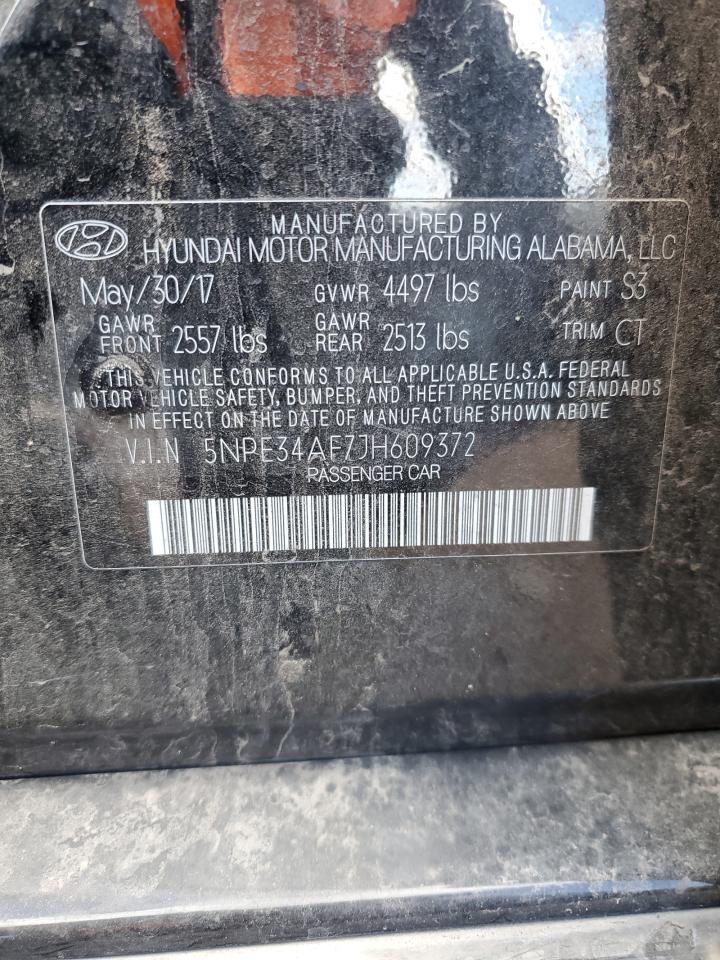 MANUFACTURED BY
HYUNDAI MOTOR MANUFACTURING ALABAMA, LLC
May/30/17 GVWR 4497 lbs PAINT S3
GAWR FRONT 2557 lbs GAWR REAR 2513 lbs TRIM CT
THIS VEHICLE CONFORMS TO ALL APPLICABLE U.S.A. FEDERAL
MOTOR VEHICLE SAFETY, BUMPER, AND THEFT PREVENTION STANDARDS
IN EFFECT ON THE DATE OF MANUFACTURE SHOWN ABOVE
V.I.N 5NPE34AF7JH609372
PASSENGER CAR